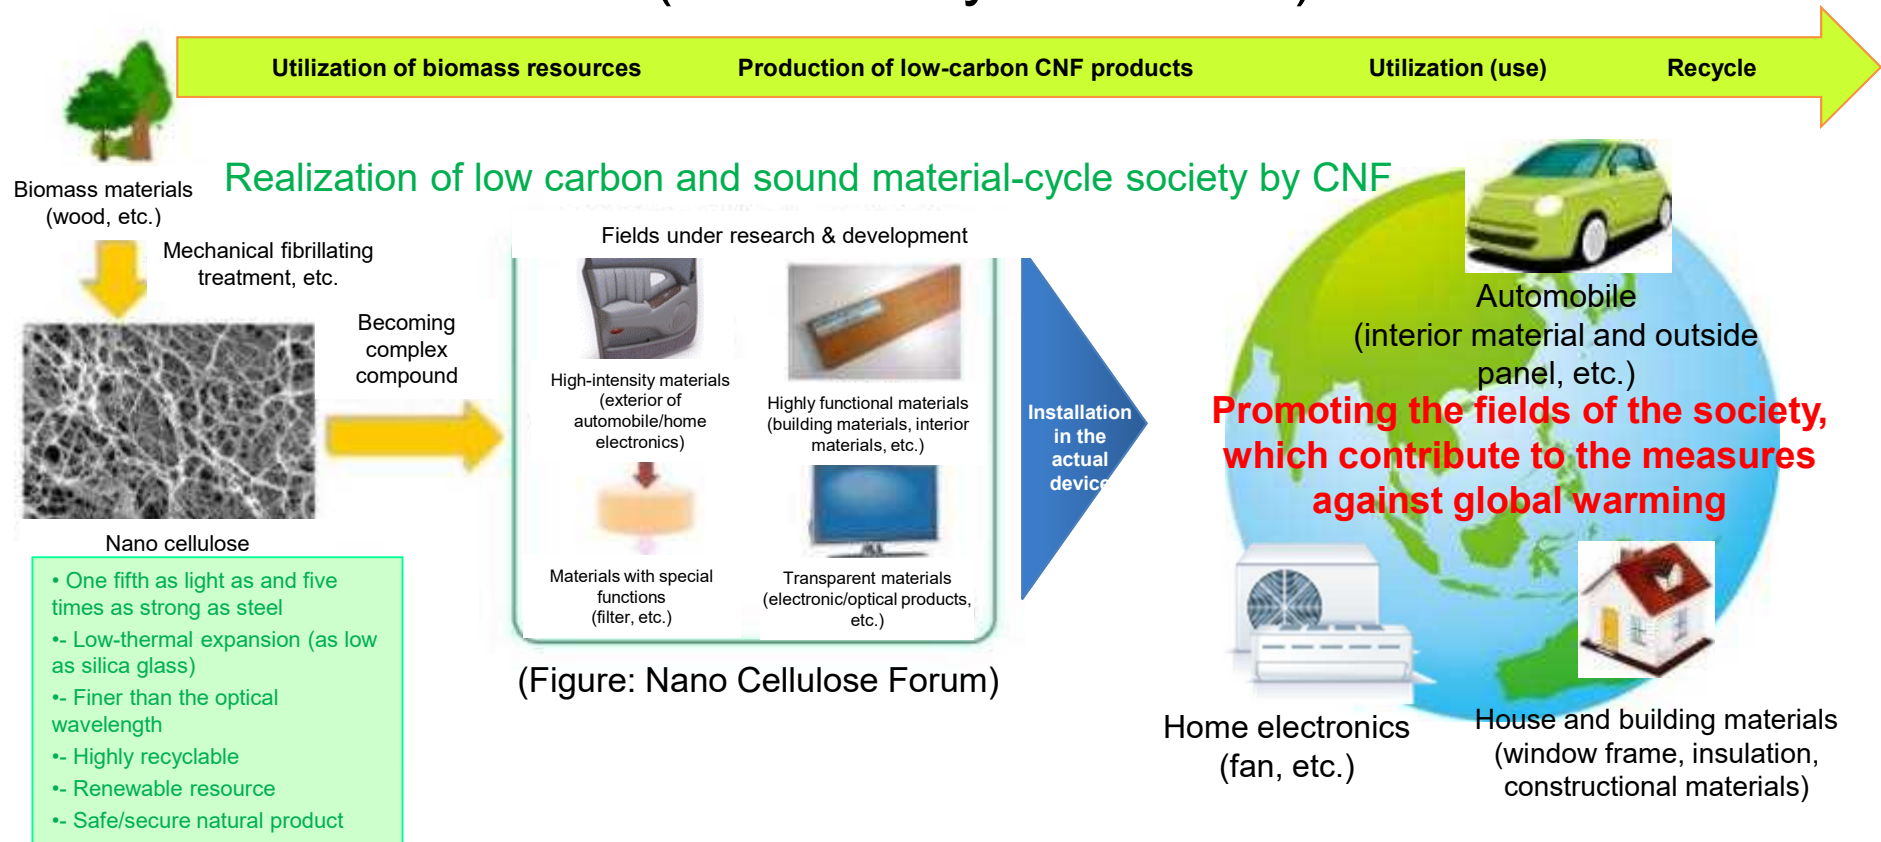 Utilization of biomass resources
Production of low-carbon CNF products
Utilization (use)
Recycle
Realization of low carbon and sound material-cycle society by CNF
Biomass materials
(wood, etc.)
Mechanical fibrillating
treatment, etc.
Becoming
complex
compound
Nano cellulose
• One fifth as light as and five
times as strong as steel
•- Low-thermal expansion (as low
as silica glass)
•- Finer than the optical
wavelength
•- Highly recyclable
•- Renewable resource
•- Safe/secure natural product
Fields under research & development
High-intensity materials
(exterior of
automobile/home
electronics)
Highly functional materials
(building materials, interior
materials, etc.)
Materials with special
functions
(filter, etc.)
Transparent materials
(electronic/optical products,
etc.)
(Figure: Nano Cellulose Forum)
Installation
in the
actual
device
Automobile
(interior material and outside
panel, etc.)
Promoting the fields of the society,
which contribute to the measures
against global warming
Home electronics
(fan, etc.)
House and building materials
(window frame, insulation,
constructional materials)